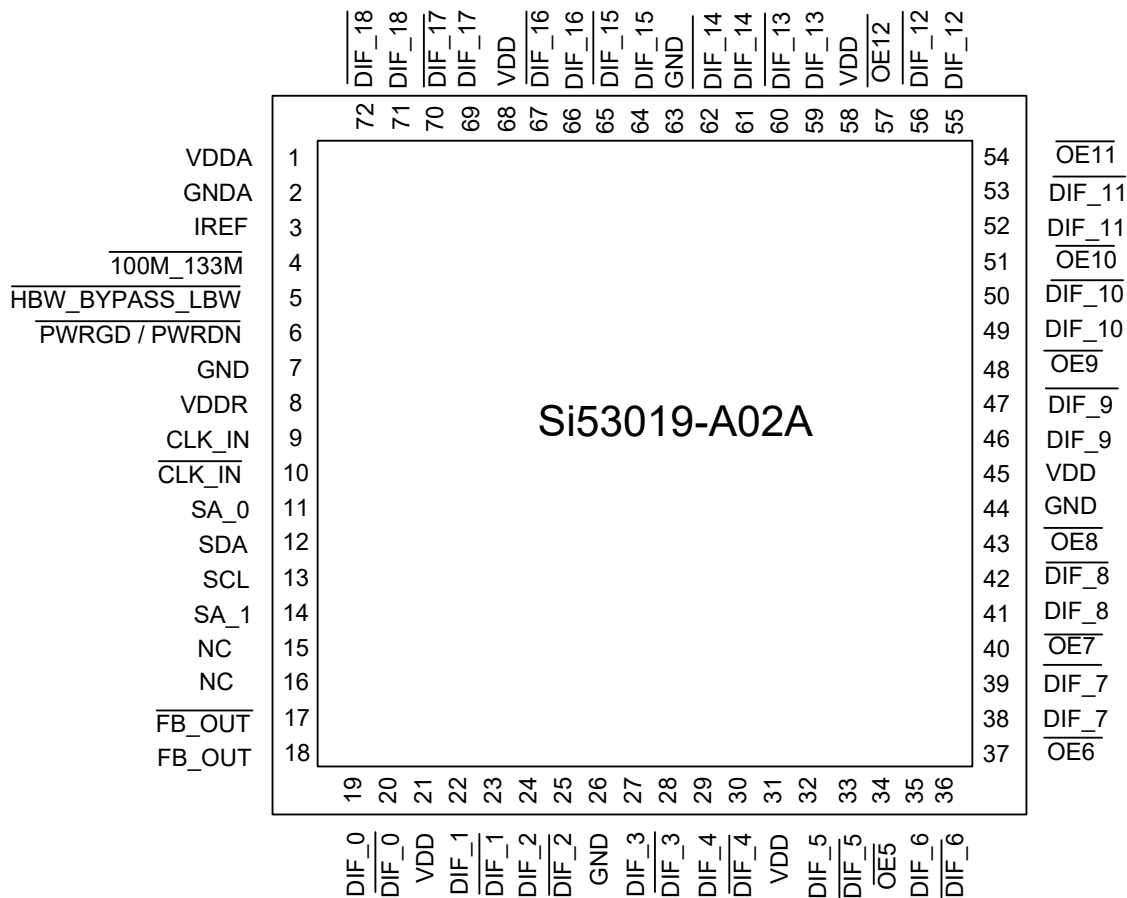 DIF_18
DIF_18
DIF_17
DIF_17
VDD
DIF_16
DIF_16
DIF_15
DIF_15
GND
DIF_14
DIF_14
DIF_13
DIF_13
VDD
OE12
DIF_12
DIF_12
72
71
70
69
68
67
66
65
64
63
62
61
60
59
58
57
56
55
VDDA 1
GNDA 2
IREF 3
100M_133M 4
HBW_BYPASS_LBW 5
PWRGD / PWRDN 6
GND 7
VDDR 8
CLK_IN 9
CLK_IN 10
SA_0 11
SDA 12
SCL 13
SA_1 14
NC 15
NC 16
FB_OUT 17
FB_OUT 18
Si53019-A02A
54 OE11
53 DIF_11
52 DIF_11
51 OE10
50 DIF_10
49 DIF_10
48 OE9
47 DIF_9
46 DIF_9
45 VDD
44 GND
43 OE8
42 DIF_8
41 DIF_8
40 OE7
39 DIF_7
38 DIF_7
37 OE6
19
20
21
22
23
24
25
26
27
28
29
30
31
32
33
34
35
36
DIF_0
DIF_0
VDD
DIF_1
DIF_1
DIF_2
DIF_2
GND
DIF_3
DIF_3
DIF_4
DIF_4
VDD
DIF_5
DIF_5
OE5
DIF_6
DIF_6